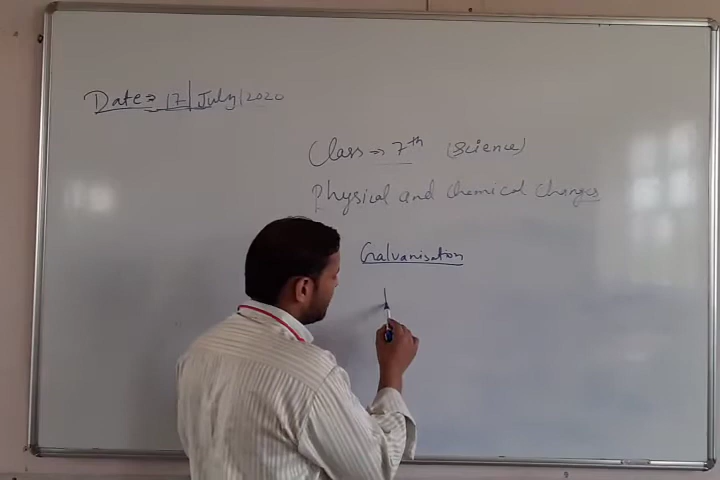 Date⇒ 17/July/2020
Class ⇒ 7th (Science)
Physical and Chemical Changes
Galvanisation